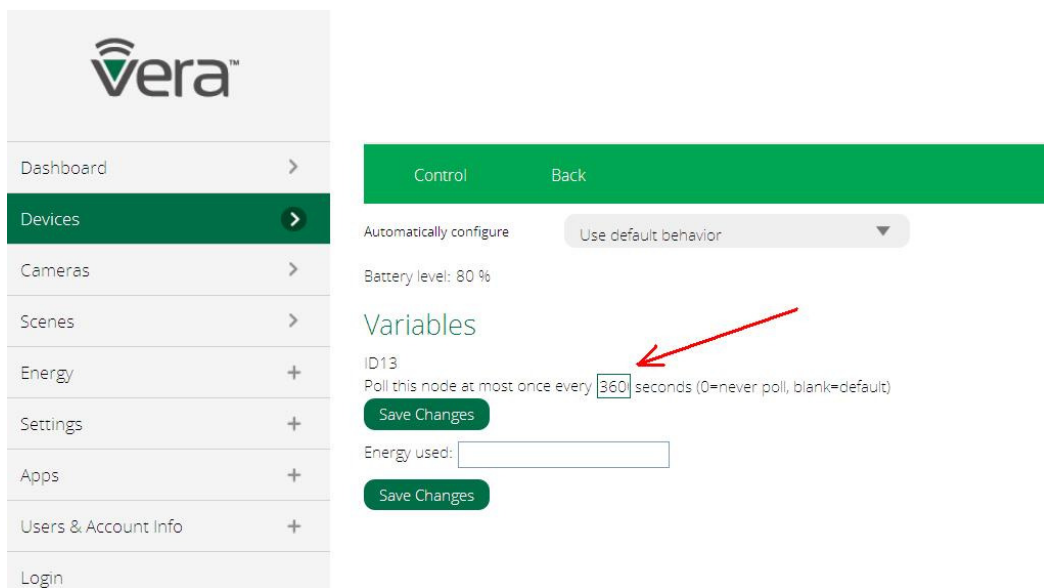 vera™
Dashboard
Devices
Cameras
Scenes
Energy
Settings
Apps
Users & Account Info
Login
Control Back
Automatically configure Use default behavior
Battery level: 80 %
Variables
ID13
Poll this node at most once every 360 seconds (0=never poll, blank=default)
Save Changes
Energy used:
Save Changes